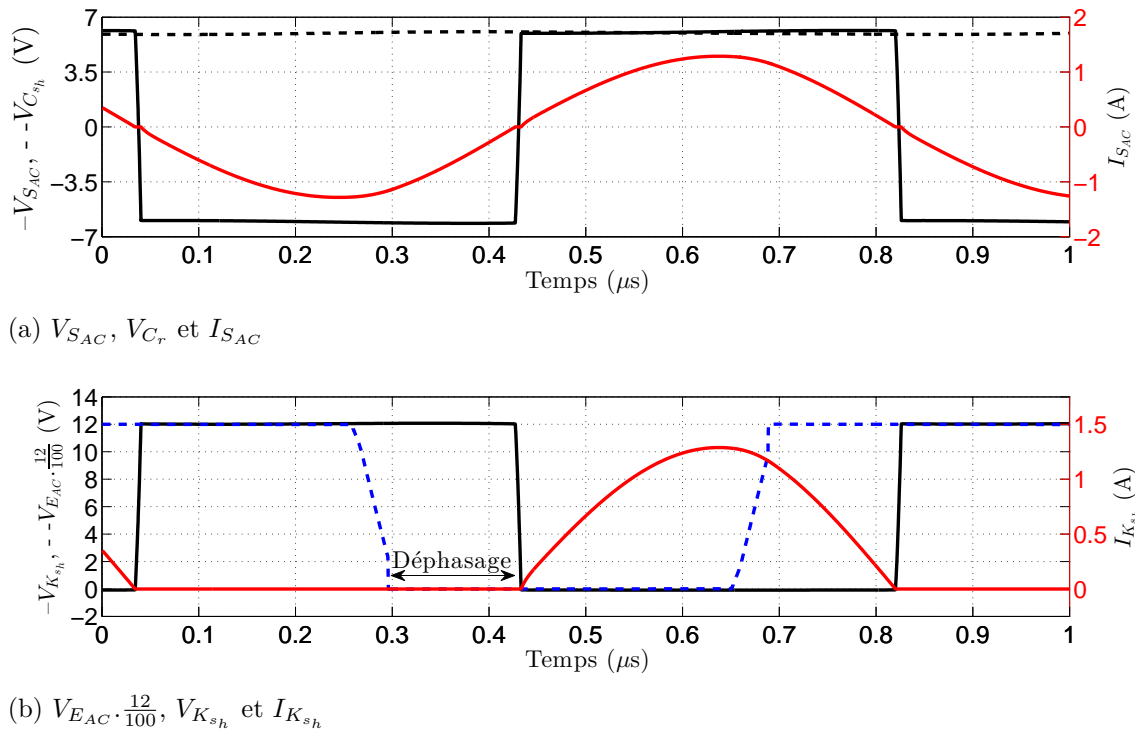 7
3.5
0
−3.5
−7
−V_{S_{AC}}, - -V_{C_{s_h}} (V)
2
1
0
−1
−2
I_{S_{AC}} (A)
0 0.1 0.2 0.3 0.4 0.5 0.6 0.7 0.8 0.9 1
Temps (μs)
(a) V_{S_{AC}}, V_{C_r} et I_{S_{AC}}
14
12
10
8
6
4
2
0
−2
−V_{K_{s_h}}, - -V_{E_{AC}}.\frac{12}{100} (V)
Déphasage
1.5
1
0.5
0
I_{K_{s_h}} (A)
0 0.1 0.2 0.3 0.4 0.5 0.6 0.7 0.8 0.9 1
Temps (μs)
(b) V_{E_{AC}}.\frac{12}{100}, V_{K_{s_h}} et I_{K_{s_h}}